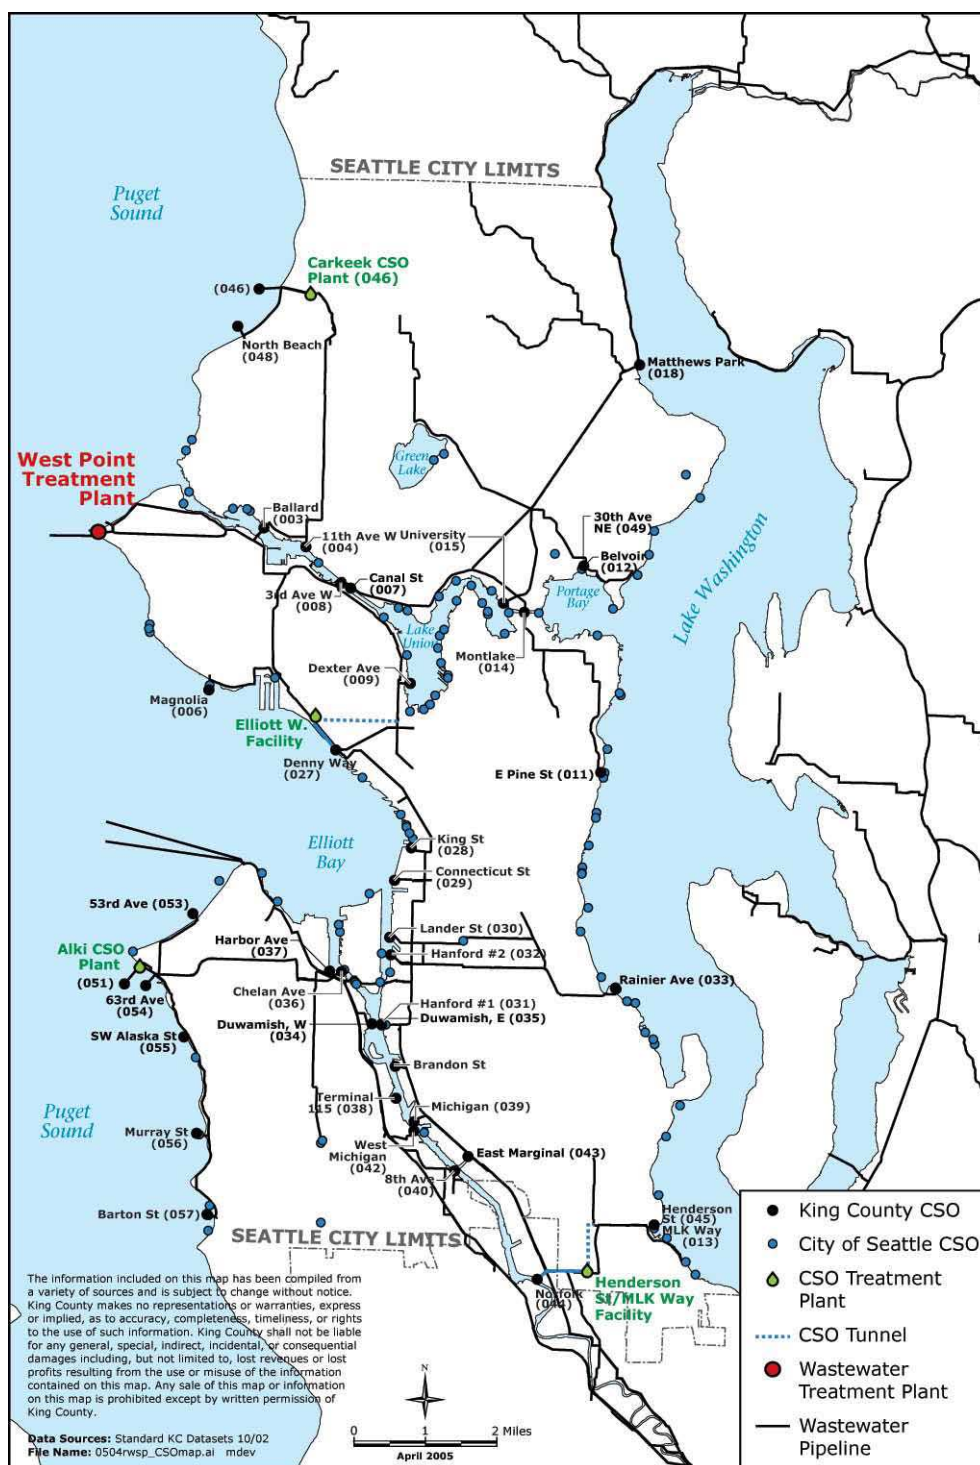 SEATTLE CITY LIMITS
Puget
Sound
Carkeek CSO
Plant (046)
(046)
North Beach
(048)
Matthews Park
(018)
Green
Lake
West Point
Treatment
Plant
Ballard
(003)
11th Ave W
(004)
University
(015)
30th Ave
NE (049)
Belvoir
(012)
3rd Ave W
(008)
Canal St
(007)
Portage
Bay
Lake Washington
Lake
Union
Montlake
(014)
Dexter Ave
(009)
Magnolia
(006)
Elliott W.
Facility
Denny Way
(027)
E Pine St (011)
Elliott
Bay
King St
(028)
Connecticut St
(029)
53rd Ave (053)
Lander St (030)
Harbor Ave
(037)
Hanford #2 (032)
Alki CSO
Plant
(051)
63rd Ave
(054)
Chelan Ave
(036)
Rainier Ave (033)
Hanford #1 (031)
Duwamish, E (035)
Duwamish, W
(034)
SW Alaska St
(055)
Brandon St
Terminal
115 (038)
Michigan (039)
Puget
Sound
Murray St
(056)
West
Michigan
(042)
East Marginal (043)
8th Ave
(040)
Barton St (057)
Henderson
St (045)
MLK Way
(013)
SEATTLE CITY LIMITS
Norfolk
(044)
Henderson
St/MLK Way
Facility
King County CSO
City of Seattle CSO
CSO Treatment
Plant
CSO Tunnel
Wastewater
Treatment Plant
Wastewater
Pipeline
The information included on this map has been compiled from
a variety of sources and is subject to change without notice.
King County makes no representations or warranties, express
or implied, as to accuracy, completeness, timeliness, or rights
to the use of such information. King County shall not be liable
for any general, special, indirect, incidental, or consequential
damages including, but not limited to, lost revenues or lost
profits resulting from the use or misuse of the information
contained on this map. Any sale of this map or information
on this map is prohibited except by written permission of
King County.
Data Sources: Standard KC Datasets 10/02
File Name: 0504rwsp_CSOmap.ai mdev
N
0 1 2 Miles
April 2005